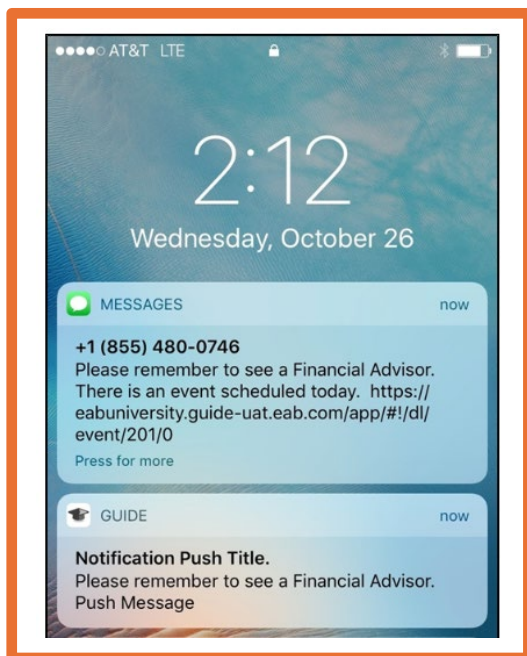 AT&T LTE
2:12
Wednesday, October 26
MESSAGES now
+1 (855) 480-0746
Please remember to see a Financial Advisor.
There is an event scheduled today. https://
eabuniversity.guide-uat.eab.com/app/#!/dl/
event/201/0
Press for more
GUIDE now
Notification Push Title.
Please remember to see a Financial Advisor.
Push Message